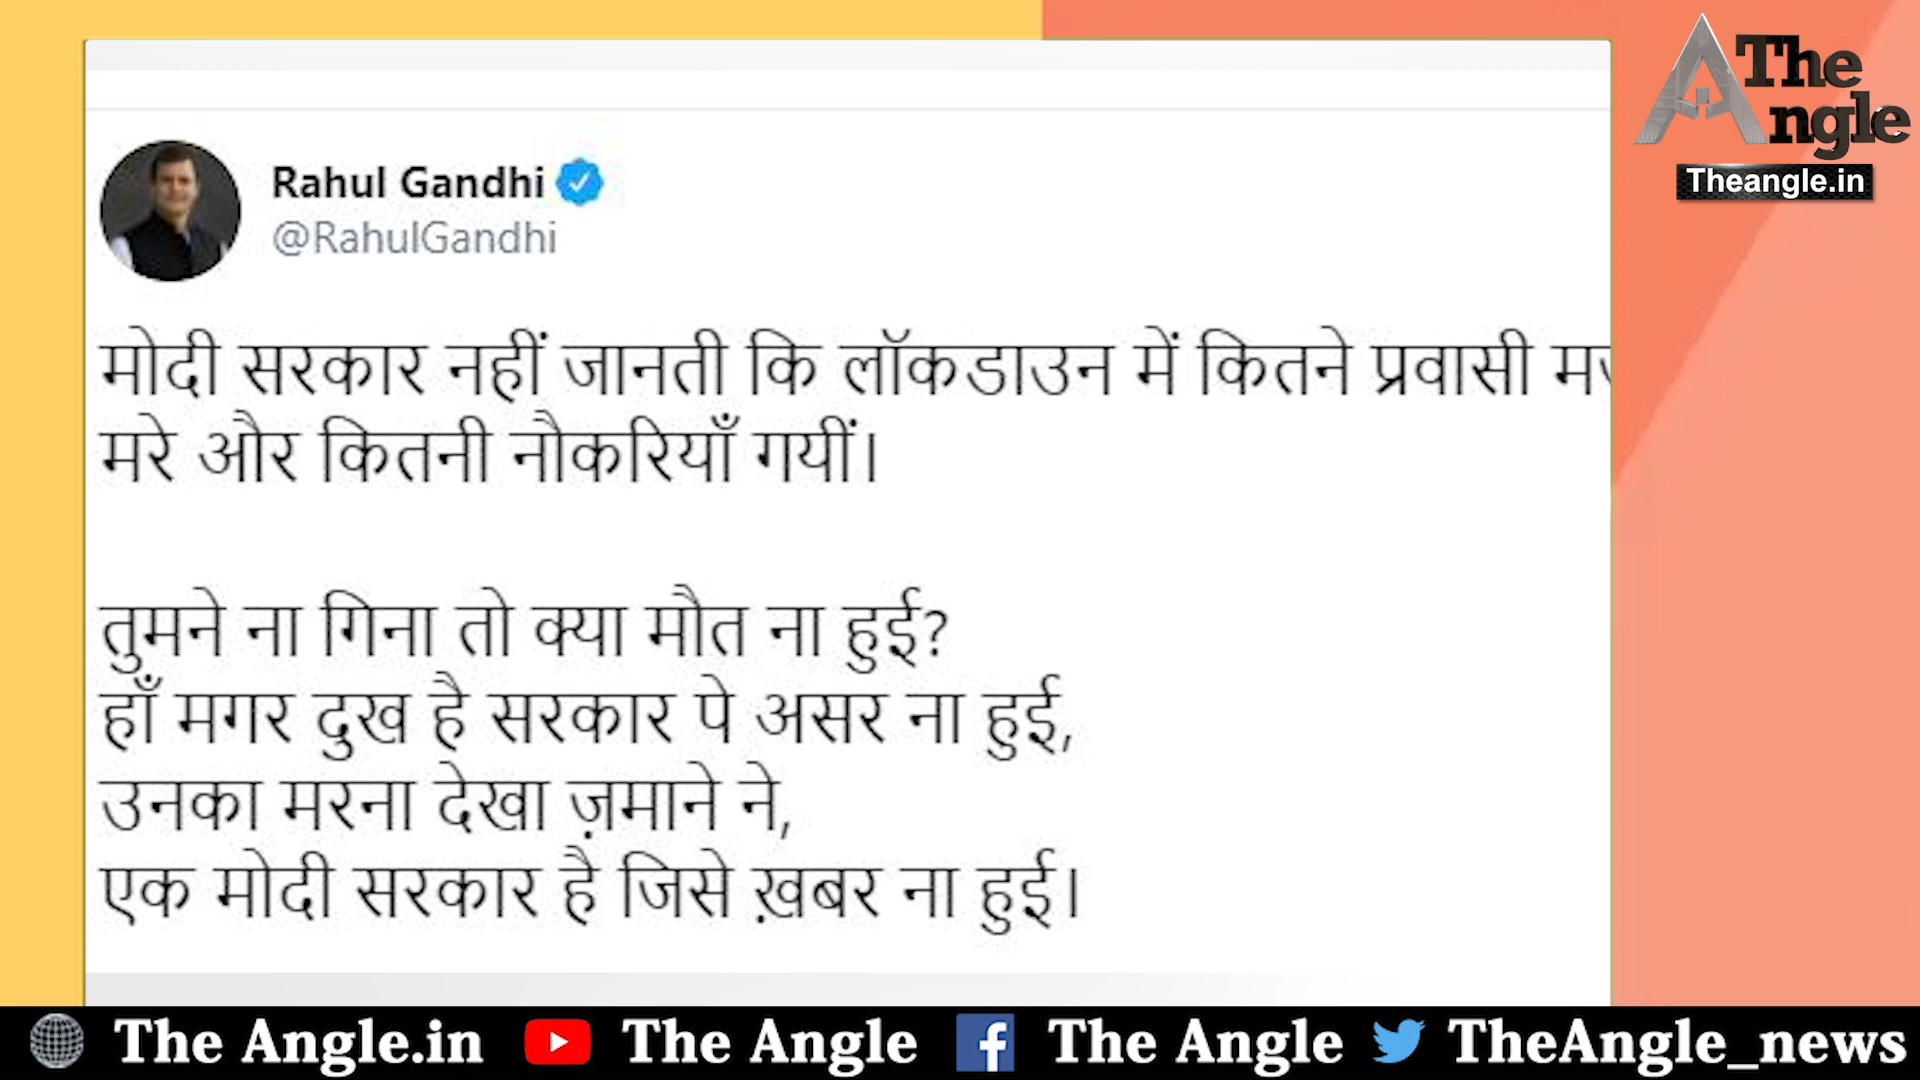 The
Angle
Theangle.in
Rahul Gandhi
@RahulGandhi
मोदी सरकार नहीं जानती कि लॉकडाउन में कितने प्रवासी
मरे और कितनी नौकरियाँ गयीं।
तुमने ना गिना तो क्या मौत ना हुई?
हाँ मगर दुख है सरकार पे असर ना हुई,
उनका मरना देखा ज़माने ने,
एक मोदी सरकार है जिसे ख़बर ना हुई।
The Angle.in The Angle The Angle TheAngle_news